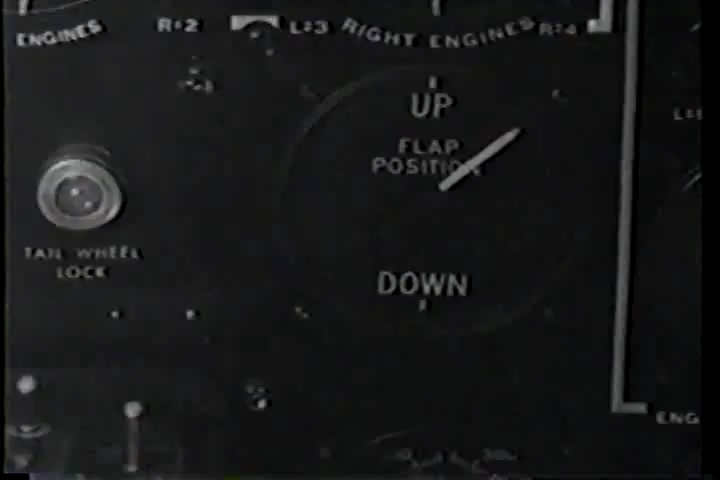 ENGINES
R=2
L=3
RIGHT ENGINES
R=4
UP
FLAP
POSITION
DOWN
TAIL WHEEL
LOCK
ENG